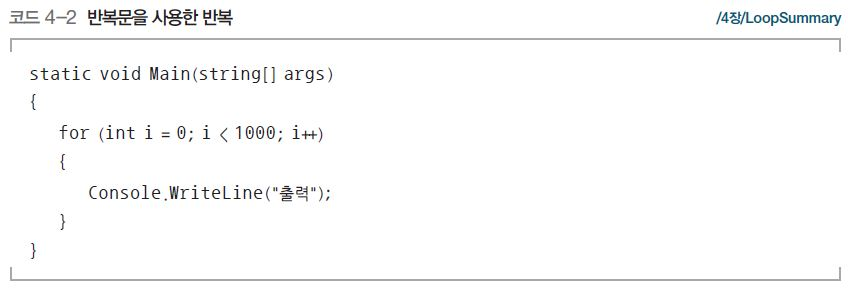 코드 4-2 반복문을 사용한 반복 /4장/LoopSummary
static void Main(string[] args)
{
for (int i = 0; i < 1000; i++)
{
Console.WriteLine("출력");
}
}